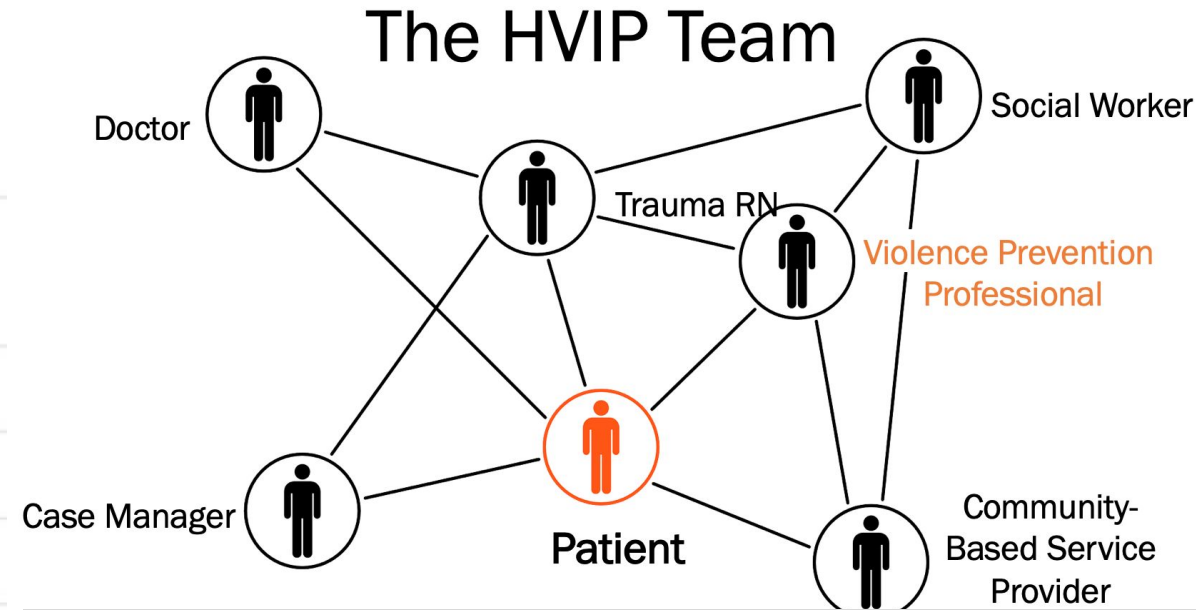 The HVIP Team
Doctor
Social Worker
Trauma RN
Violence Prevention
Professional
Case Manager
Patient
Community-
Based Service
Provider